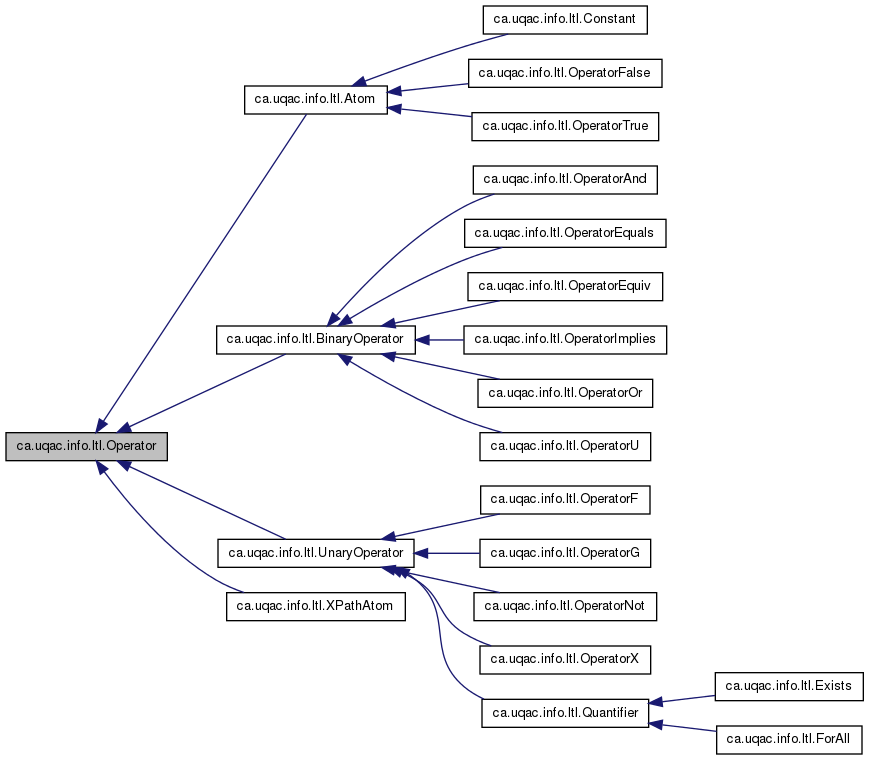 ca.uqac.info.ltl.Constant
ca.uqac.info.ltl.OperatorFalse
ca.uqac.info.ltl.Atom
ca.uqac.info.ltl.OperatorTrue
ca.uqac.info.ltl.OperatorAnd
ca.uqac.info.ltl.OperatorEquals
ca.uqac.info.ltl.OperatorEquiv
ca.uqac.info.ltl.BinaryOperator
ca.uqac.info.ltl.OperatorImplies
ca.uqac.info.ltl.OperatorOr
ca.uqac.info.ltl.Operator
ca.uqac.info.ltl.OperatorU
ca.uqac.info.ltl.OperatorF
ca.uqac.info.ltl.UnaryOperator
ca.uqac.info.ltl.OperatorG
ca.uqac.info.ltl.XPathAtom
ca.uqac.info.ltl.OperatorNot
ca.uqac.info.ltl.OperatorX
ca.uqac.info.ltl.Exists
ca.uqac.info.ltl.Quantifier
ca.uqac.info.ltl.ForAll